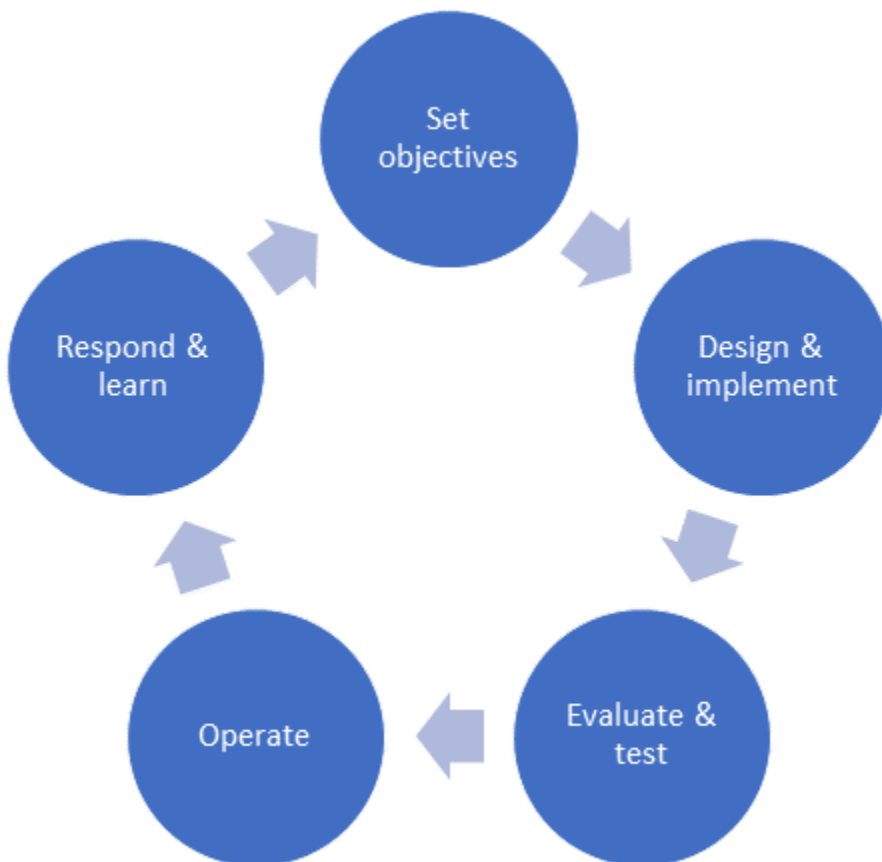 Set
objectives
Design &
implement
Evaluate &
test
Operate
Respond &
learn